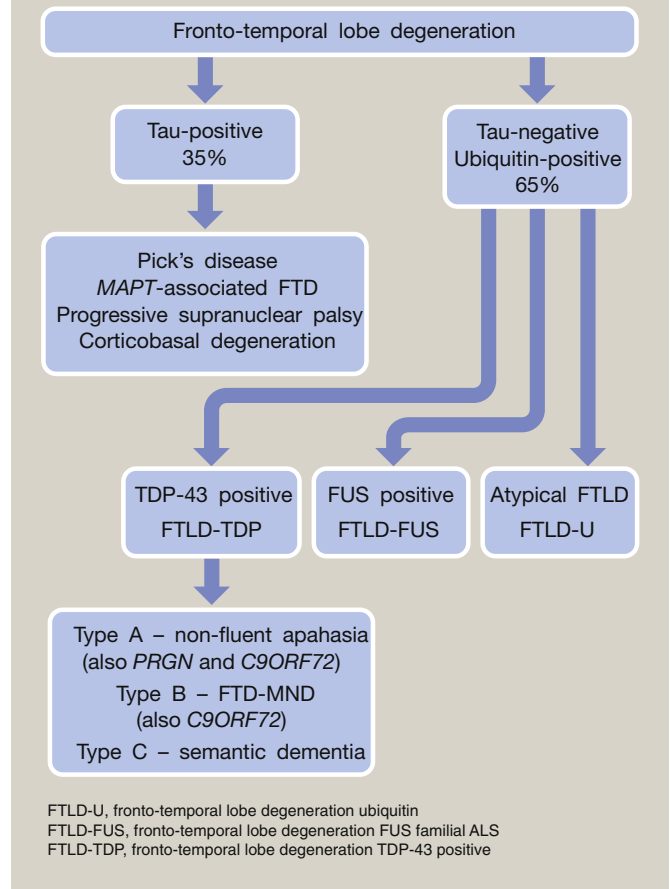 Fronto-temporal lobe degeneration
Tau-positive
35%
Tau-negative
Ubiquitin-positive
65%
Pick's disease
MAPT-associated FTD
Progressive supranuclear palsy
Corticobasal degeneration
TDP-43 positive
FTLD-TDP
FUS positive
FTLD-FUS
Atypical FTLD
FTLD-U
Type A – non-fluent apahasia
(also PRGN and C9ORF72)
Type B – FTD-MND
(also C9ORF72)
Type C – semantic dementia
FTLD-U, fronto-temporal lobe degeneration ubiquitin
FTLD-FUS, fronto-temporal lobe degeneration FUS familial ALS
FTLD-TDP, fronto-temporal lobe degeneration TDP-43 positive